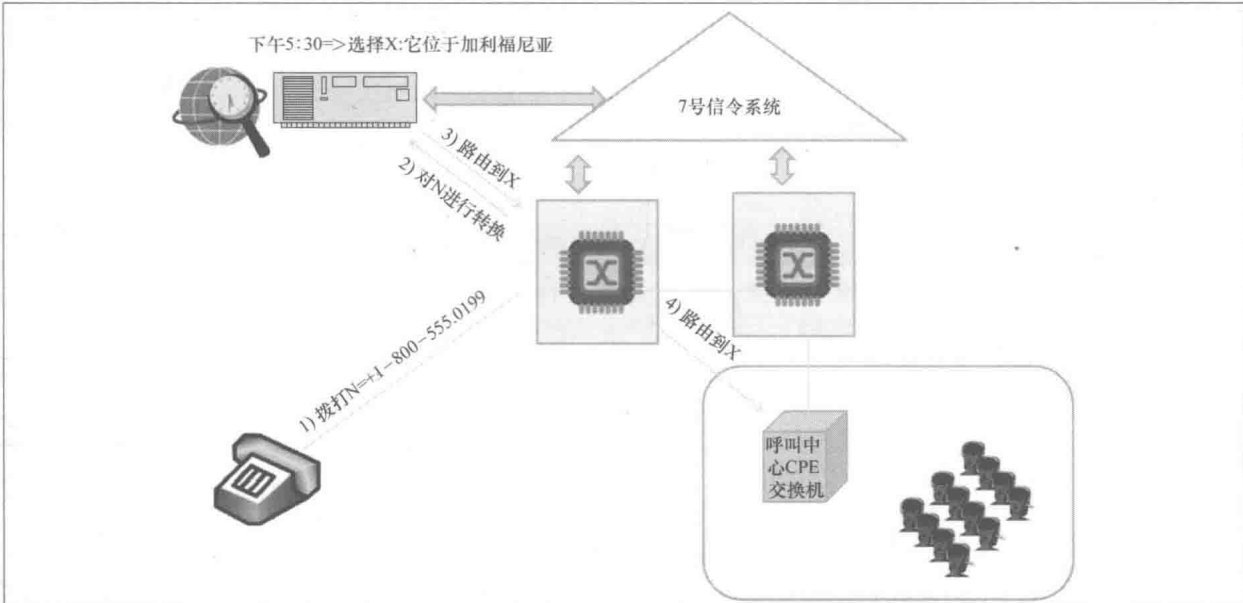 下午5:30=>选择X:它位于加利福尼亚
7号信令系统
3) 路由到X
2) 对N进行转换
1) 拨打N=+1-800-555.0199
4) 路由到X
呼叫中
心CPE
交换机